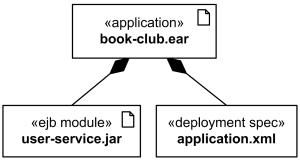 «application»
book-club.ear
«ejb module»
user-service.jar
«deployment spec»
application.xml